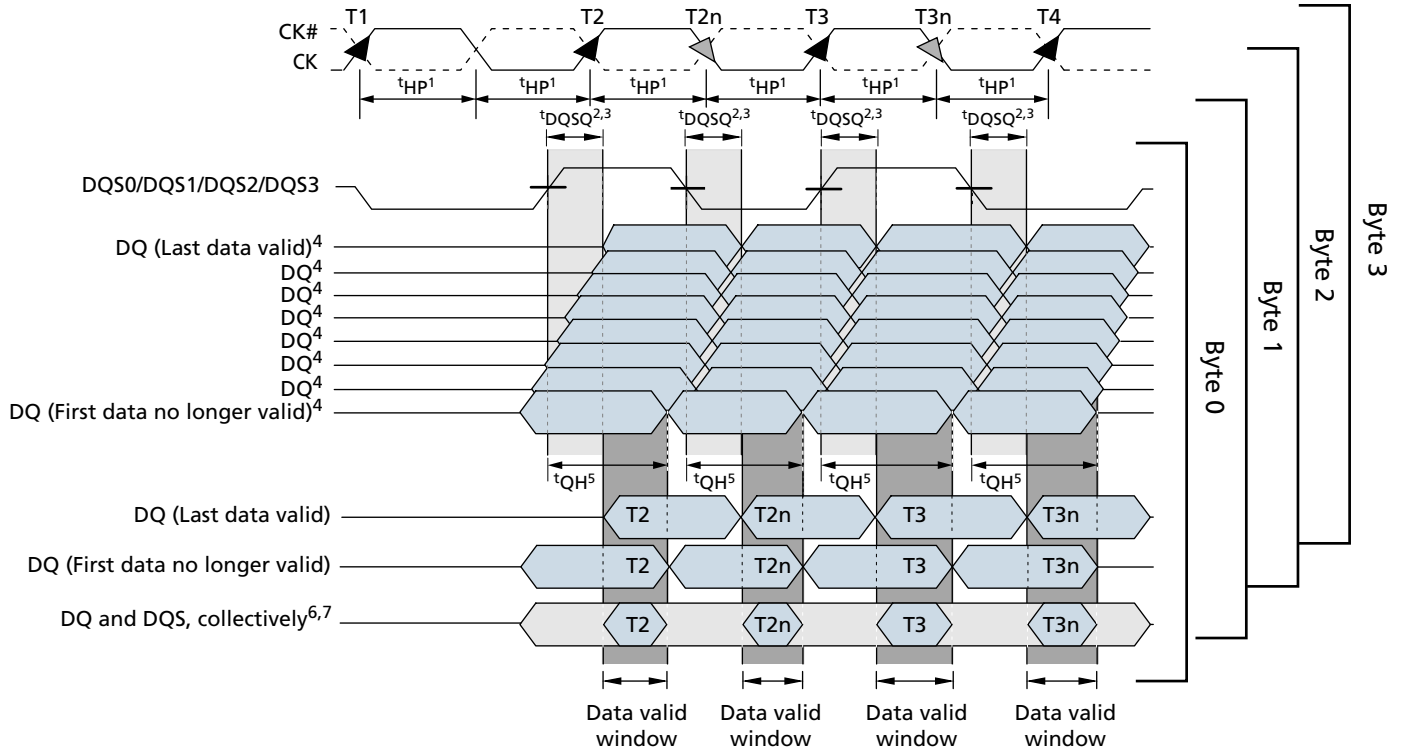 T1 T2 T2n T3 T3n T4
CK#
CK
tHP1 tHP1 tHP1 tHP1 tHP1 tHP1
tDQSQ2,3 tDQSQ2,3 tDQSQ2,3 tDQSQ2,3
DQS0/DQS1/DQS2/DQS3
DQ (Last data valid)4
DQ4
DQ4
DQ4
DQ4
DQ4
DQ4
DQ (First data no longer valid)4
tQH5 tQH5 tQH5 tQH5
DQ (Last data valid) T2 T2n T3 T3n
DQ (First data no longer valid) T2 T2n T3 T3n
DQ and DQS, collectively6,7 T2 T2n T3 T3n
Data valid window
Data valid window
Data valid window
Data valid window
Byte 0
Byte 1
Byte 2
Byte 3